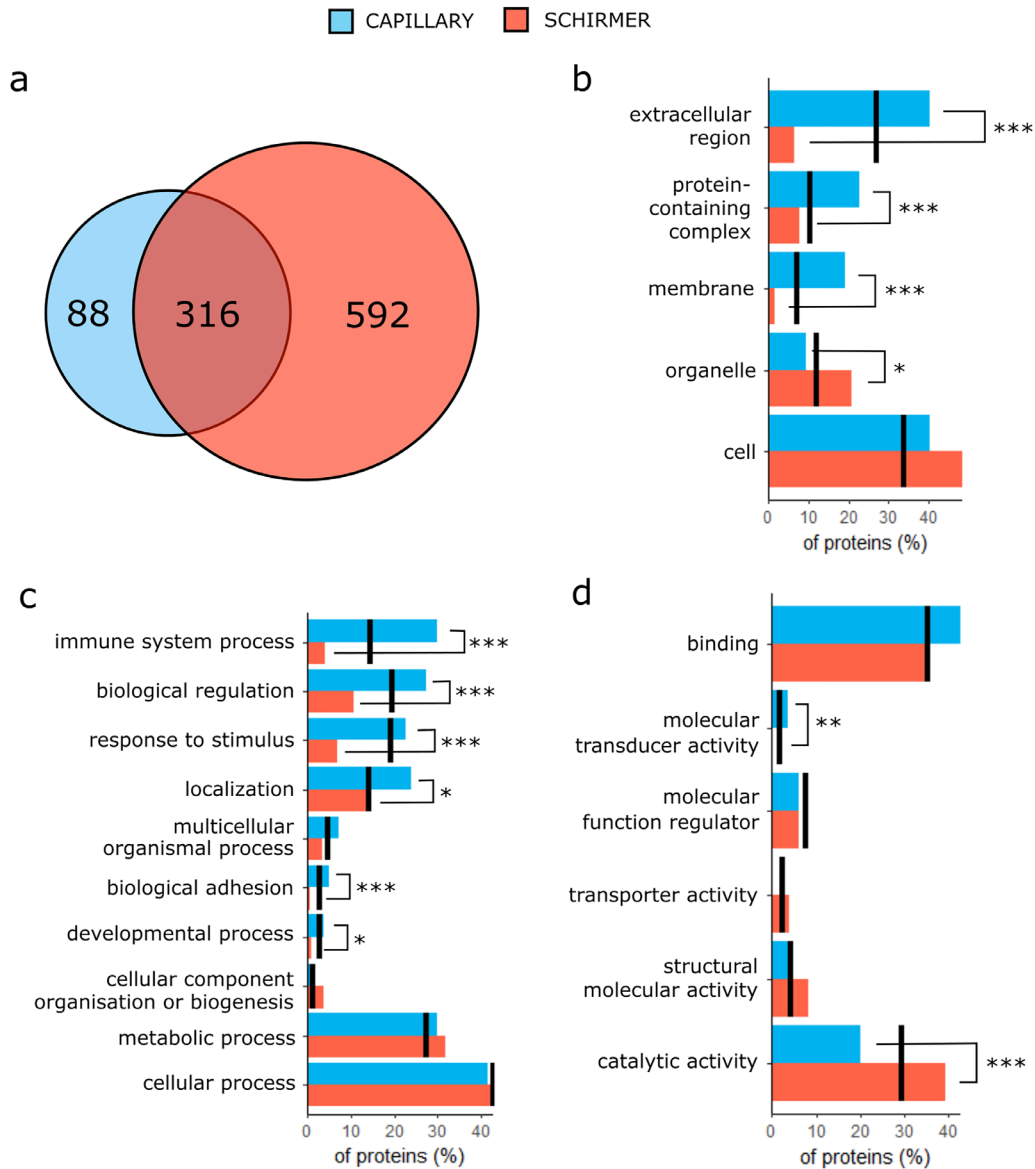 CAPILLARY SCHIRMER
a
88 316 592
b
extracellular
region
***
protein-
containing
complex
***
membrane
***
organelle
*
cell
0 10 20 30 40
of proteins (%)
c
immune system process
***
biological regulation
***
response to stimulus
***
localization
*
multicellular
organismal process
biological adhesion
***
developmental process
*
cellular component
organisation or biogenesis
metabolic process
cellular process
0 10 20 30 40
of proteins (%)
d
binding
molecular
transducer activity
**
molecular
function regulator
transporter activity
structural
molecular activity
catalytic activity
***
0 10 20 30 40
of proteins (%)